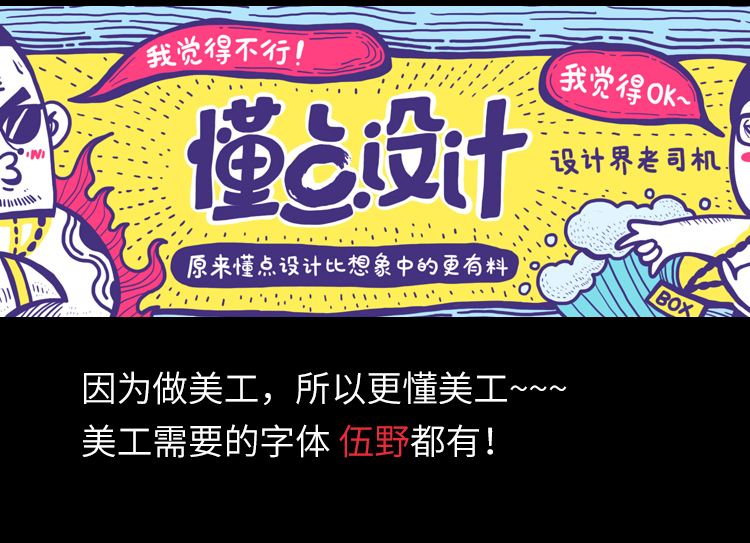 我觉得不行!
我觉得OK~
懂点设计
设计界老司机
原来懂点设计比想象中的更有料
BOX
因为做美工，所以更懂美工~~~
美工需要的字体 伍野都有!